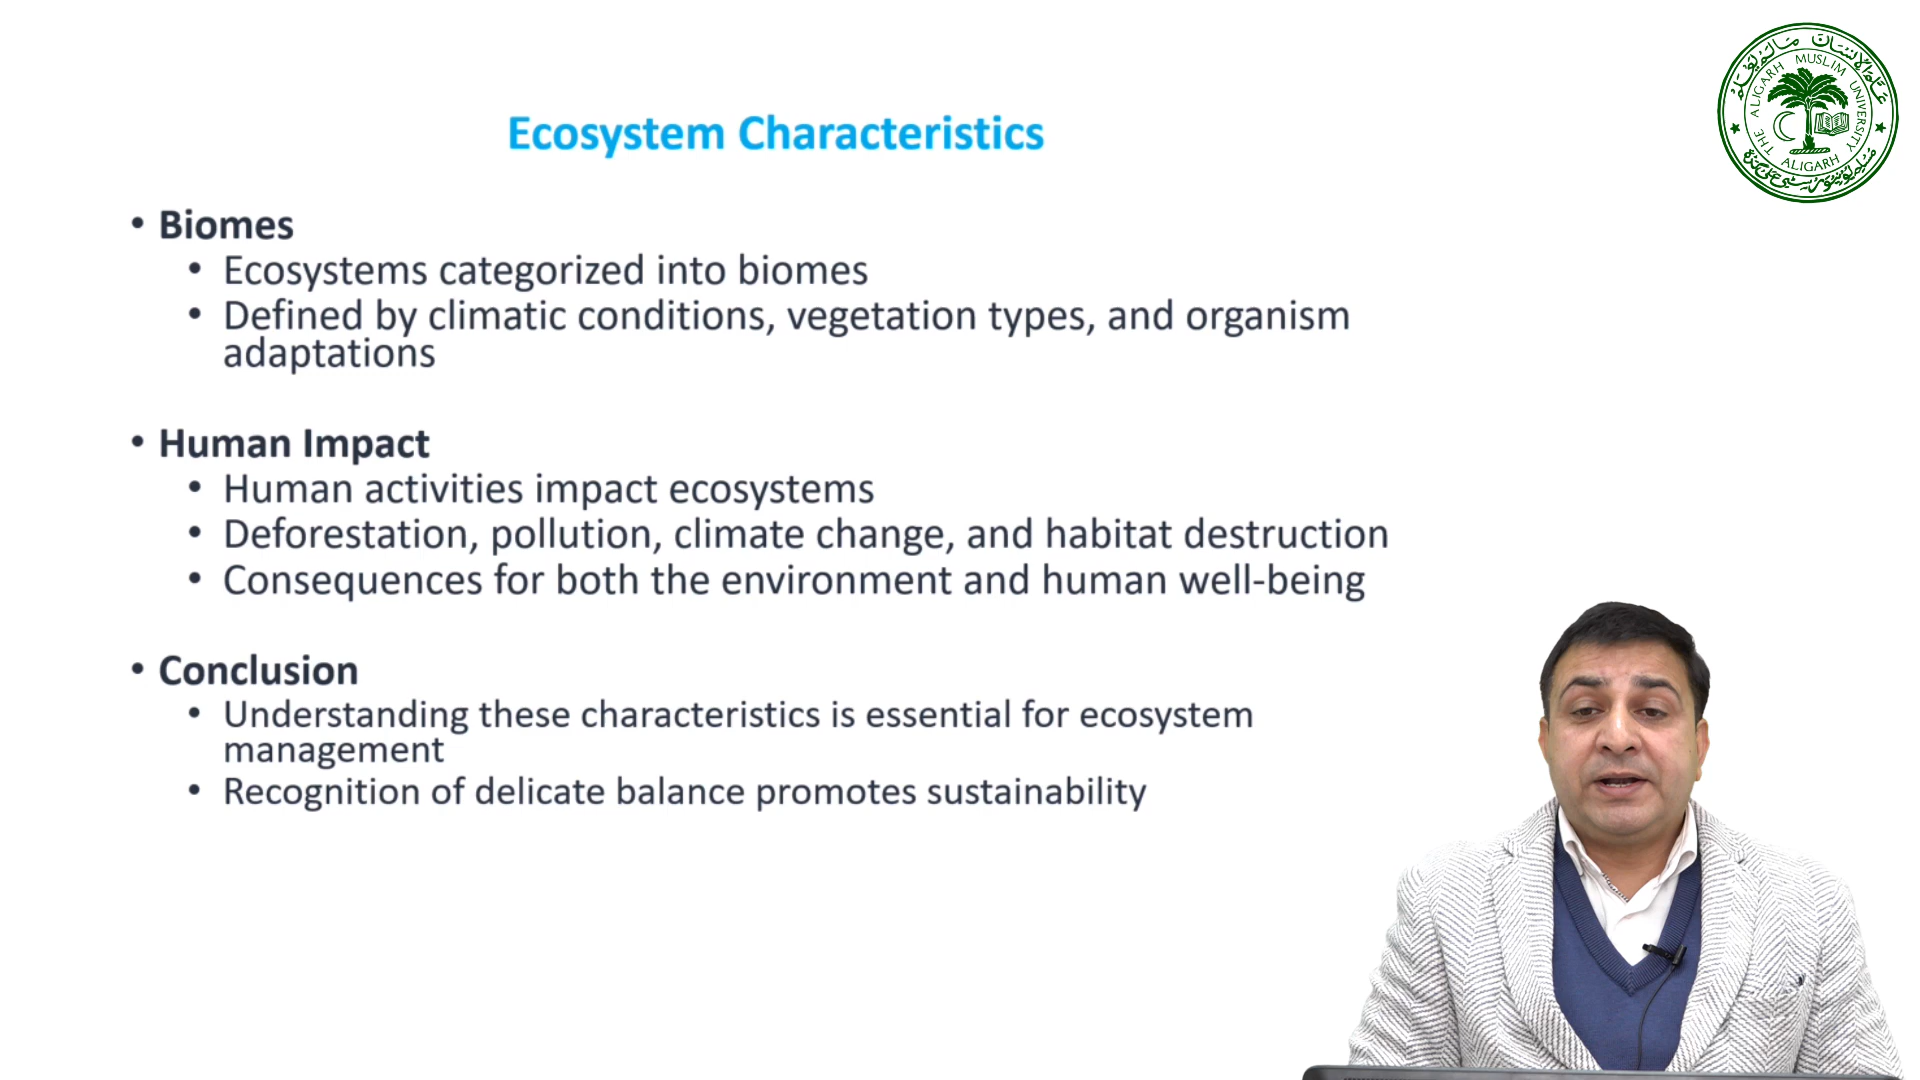 Ecosystem Characteristics
• Biomes
• Ecosystems categorized into biomes
• Defined by climatic conditions, vegetation types, and organism
adaptations
• Human Impact
• Human activities impact ecosystems
• Deforestation, pollution, climate change, and habitat destruction
• Consequences for both the environment and human well-being
• Conclusion
• Understanding these characteristics is essential for ecosystem
management
• Recognition of delicate balance promotes sustainability
عَلَّمَ الْإِنْسَانَ مَا لَمْ يَعْلَمْ
THE ALIGARH MUSLIM UNIVERSITY
ALIGARH